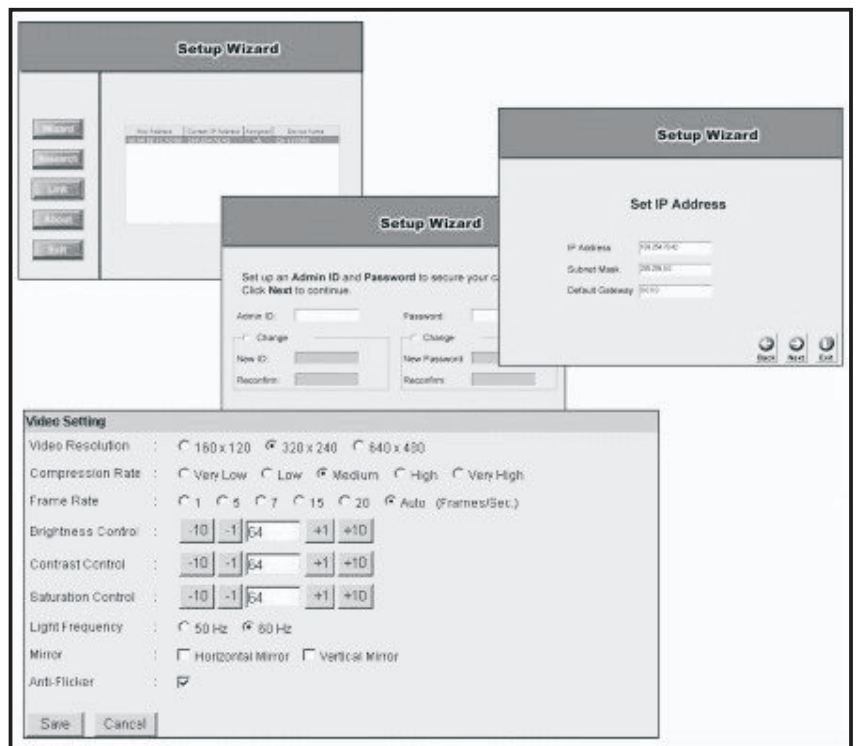 Setup Wizard
Wizard
Research
Link
About
Exit
Setup Wizard
Set up an Admin ID and Password to secure your
Click Next to continue.
Admin ID:
Password
Change
Change
New ID:
New Password
Reconfirm
Reconfirm
Setup Wizard
Set IP Address
IP Address
Subnet Mask
Default Gateway
Back Next Exit
Video Setting
Video Resolution : 160 x 120 320 x 240 640 x 480
Compression Rate : Very Low Low Medium High Very High
Frame Rate : 1 5 7 15 20 Auto (Frames/Sec.)
Brightness Control : -10 -1 64 +1 +10
Contrast Control : -10 -1 64 +1 +10
Saturation Control : -10 -1 64 +1 +10
Light Frequency : 50 Hz 60 Hz
Mirror : Horizontal Mirror Vertical Mirror
Anti-Flicker :
Save Cancel